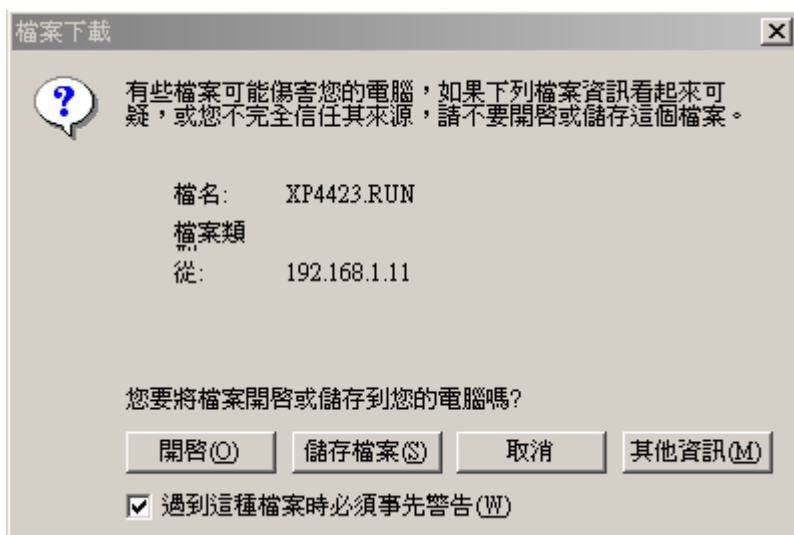 檔案下載
有些檔案可能傷害您的電腦，如果下列檔案資訊看起來可
疑，或您不完全信任其來源，請不要開啓或儲存這個檔案。
檔名: XP4423.RUN
檔案類
從: 192.168.1.11
您要將檔案開啓或儲存到您的電腦嗎?
開啓(O) 儲存檔案(S) 取消 其他資訊(M)
遇到這種檔案時必須事先警告(W)